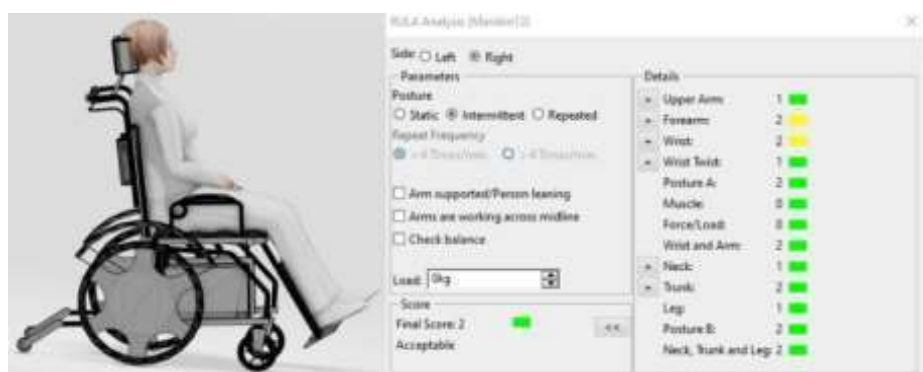 RULA Analysis (Manikin12)
Side: Left Right
Parameters
Posture
Static Intermittent Repeated
Repeat Frequency
Arm supported/Person leaning
Arms are working across midline
Check balance
Load: 0kg
Score
Final Score: 2
<<
Acceptable
Details
Upper Arm: 1
Forearm: 2
Wrist: 2
Wrist Twist: 1
Posture A: 2
Muscle: 0
Force/Load: 0
Wrist and Arm: 2
Neck: 1
Trunk: 2
Leg: 1
Posture B: 2
Neck, Trunk and Leg: 2